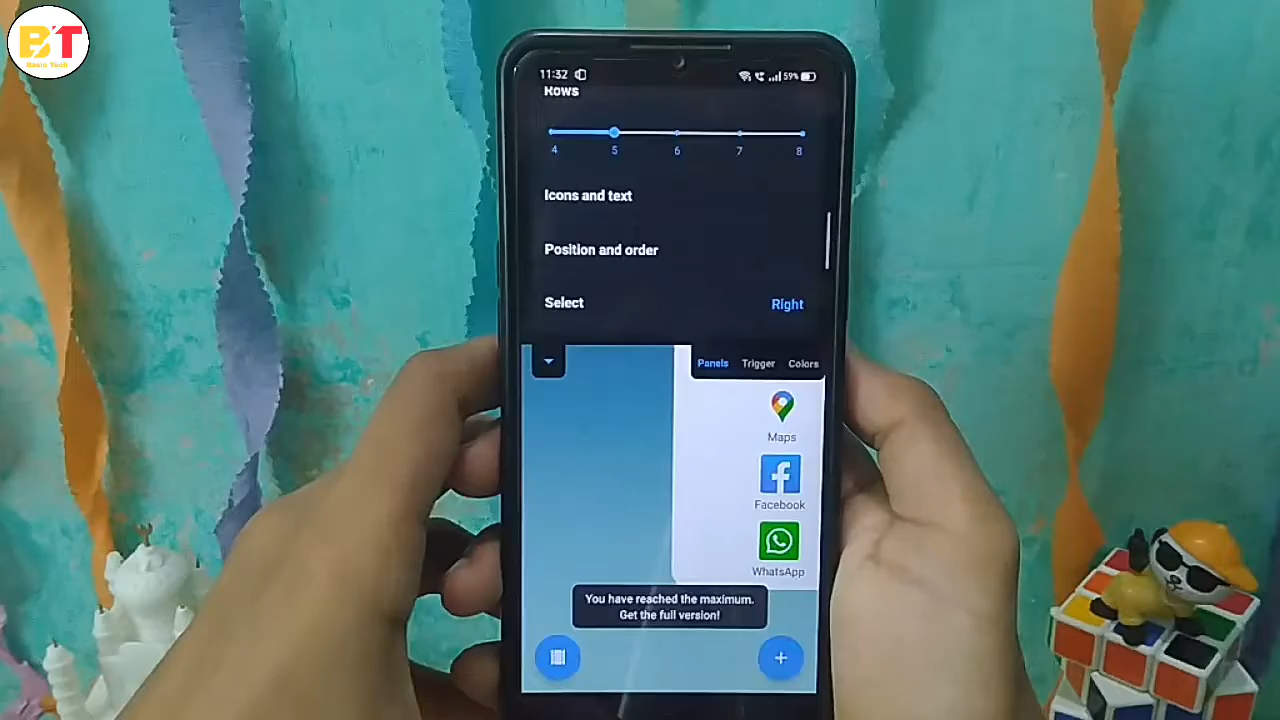 BT
Basic Tech
11:32
59%
Rows
4 5 6 7 8
Icons and text
Position and order
Select
Right
Panels Trigger Colors
Maps
Facebook
WhatsApp
You have reached the maximum.
Get the full version!